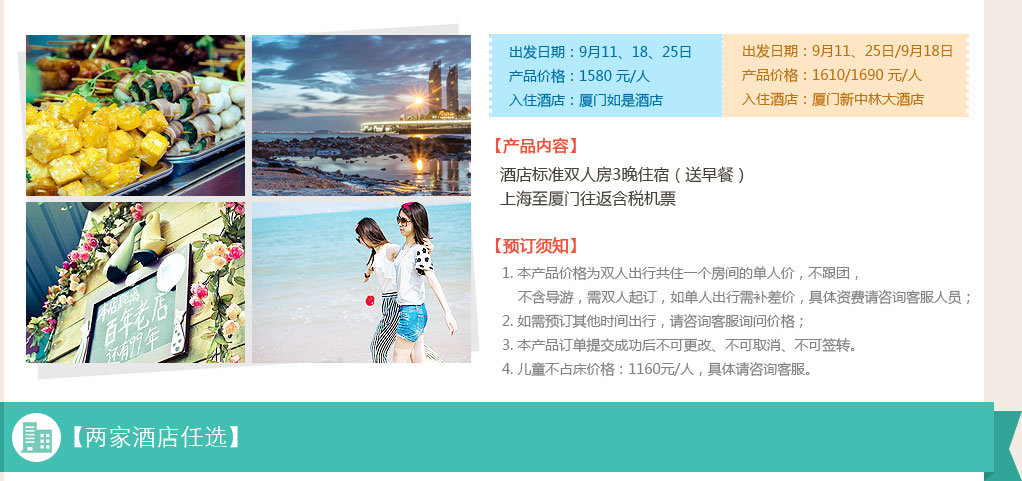 出发日期：9月11、18、25日
产品价格：1580 元/人
入住酒店：厦门如是酒店
出发日期：9月11、25日/9月18日
产品价格：1610/1690 元/人
入住酒店：厦门新中林大酒店
【产品内容】
酒店标准双人房3晚住宿（送早餐）
上海至厦门往返含税机票
【预订须知】
1. 本产品价格为双人出行共住一个房间的单人价，不跟团，
不含导游，需双人起订，如单人出行需补差价，具体资费请咨询客服人员；
2. 如需预订其他时间出行，请咨询客服询问价格；
3. 本产品订单提交成功后不可更改、不可取消、不可签转。
4. 儿童不占床价格：1160元/人，具体请咨询客服。
本店距离
百年老店
还有99年
【两家酒店任选】